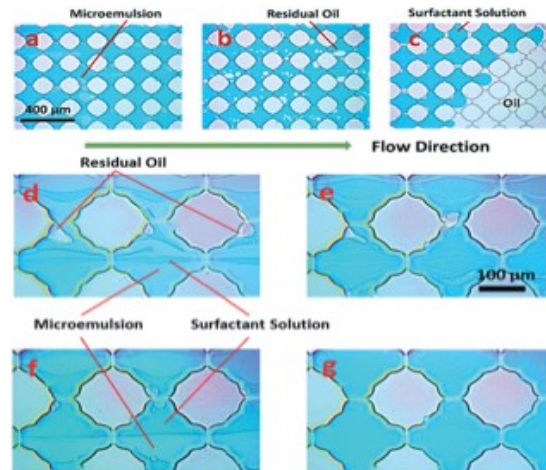 Microemulsion
Residual Oil
Surfactant Solution
a
b
c
400 µm
Oil
Flow Direction
Residual Oil
d
e
100 µm
Microemulsion
Surfactant Solution
f
g